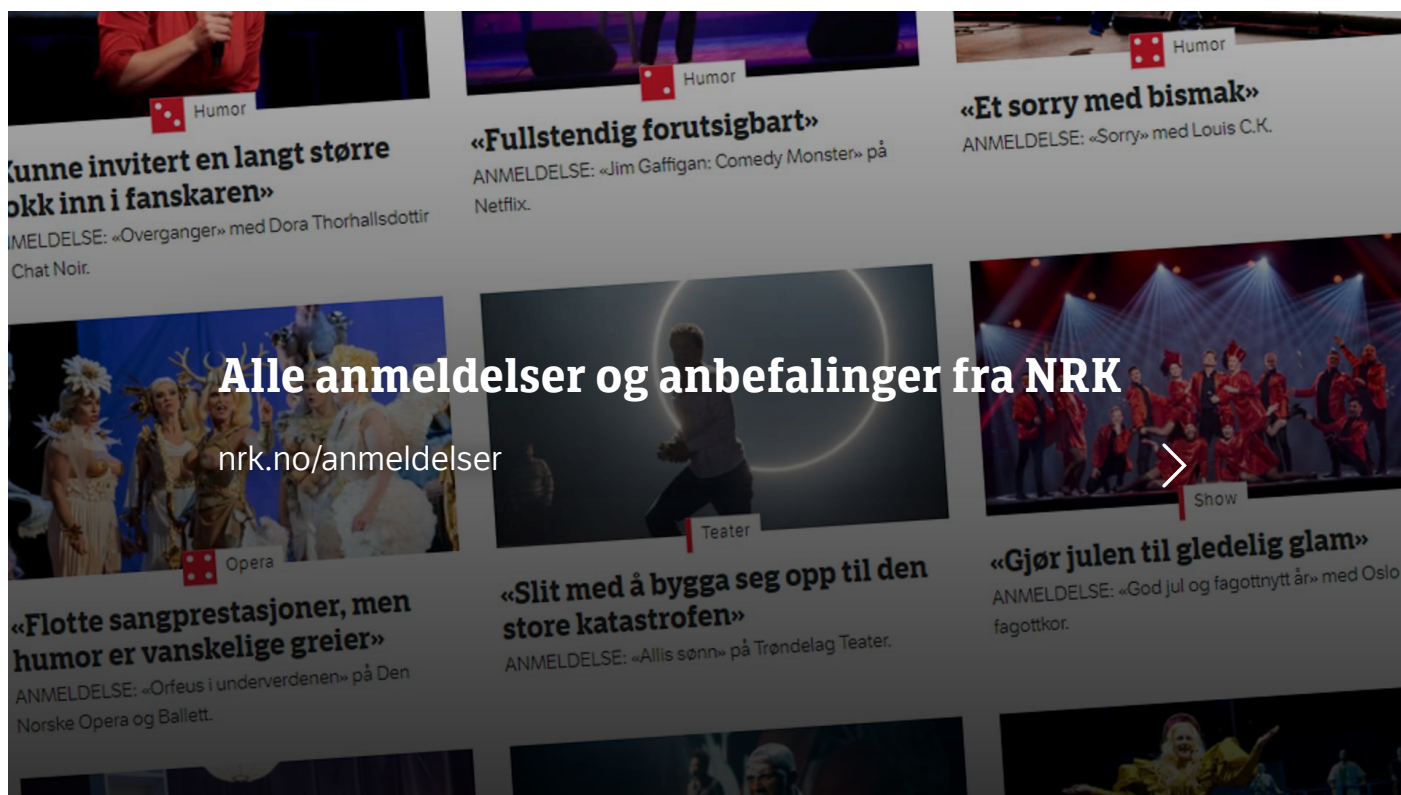 Humor
Kunne invitert en langt større
okk inn i fanskaren»
MELDELSE: «Overganger» med Dora Thorhallsdottir
Chat Noir.
Humor
«Fullstendig forutsigbart»
ANMELDELSE: «Jim Gaffigan: Comedy Monster» på
Netflix.
Humor
«Et sorry med bismak»
ANMELDELSE: «Sorry» med Louis C.K.
Alle anmeldelser og anbefalinger fra NRK
nrk.no/anmeldelser
Opera
«Flotte sangprestasjoner, men
humor er vanskelige greier»
ANMELDELSE: «Orfeus i underverdenen» på Den
Norske Opera og Ballett.
Teater
«Slit med å bygga seg opp til den
store katastrofen»
ANMELDELSE: «Allis sønn» på Trøndelag Teater.
Show
«Gjør julen til gledelig glam»
ANMELDELSE: «God jul og fagottnytt år» med Oslo
fagottkor.